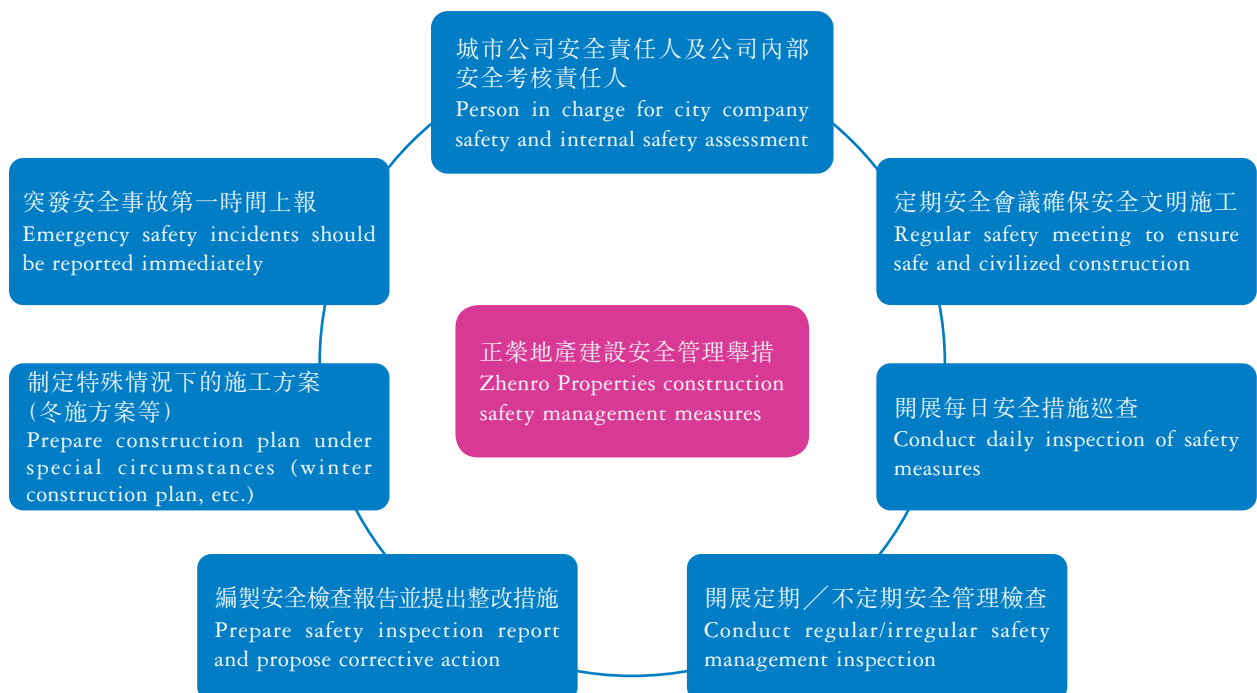 城市公司安全責任人及公司內部
安全考核責任人
Person in charge for city company
safety and internal safety assessment
突發安全事故第一時間上報
Emergency safety incidents should
be reported immediately
定期安全會議確保安全文明施工
Regular safety meeting to ensure
safe and civilized construction
正榮地產建設安全管理舉措
Zhenro Properties construction
safety management measures
制定特殊情況下的施工方案
(冬施方案等)
Prepare construction plan under
special circumstances (winter
construction plan, etc.)
開展每日安全措施巡查
Conduct daily inspection of safety
measures
編製安全檢查報告並提出整改措施
Prepare safety inspection report
and propose corrective action
開展定期╱不定期安全管理檢查
Conduct regular/irregular safety
management inspection